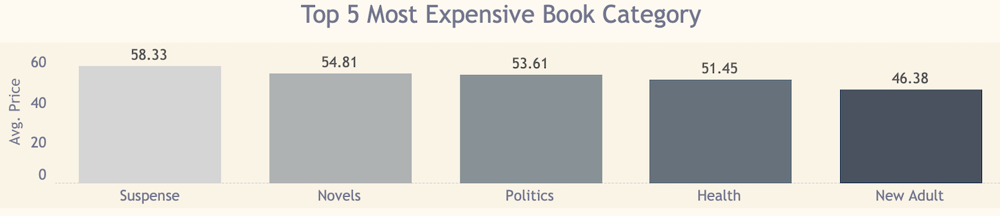 Top 5 Most Expensive Book Category
Avg. Price
60
40
20
0
58.33
54.81
53.61
51.45
46.38
Suspense
Novels
Politics
Health
New Adult